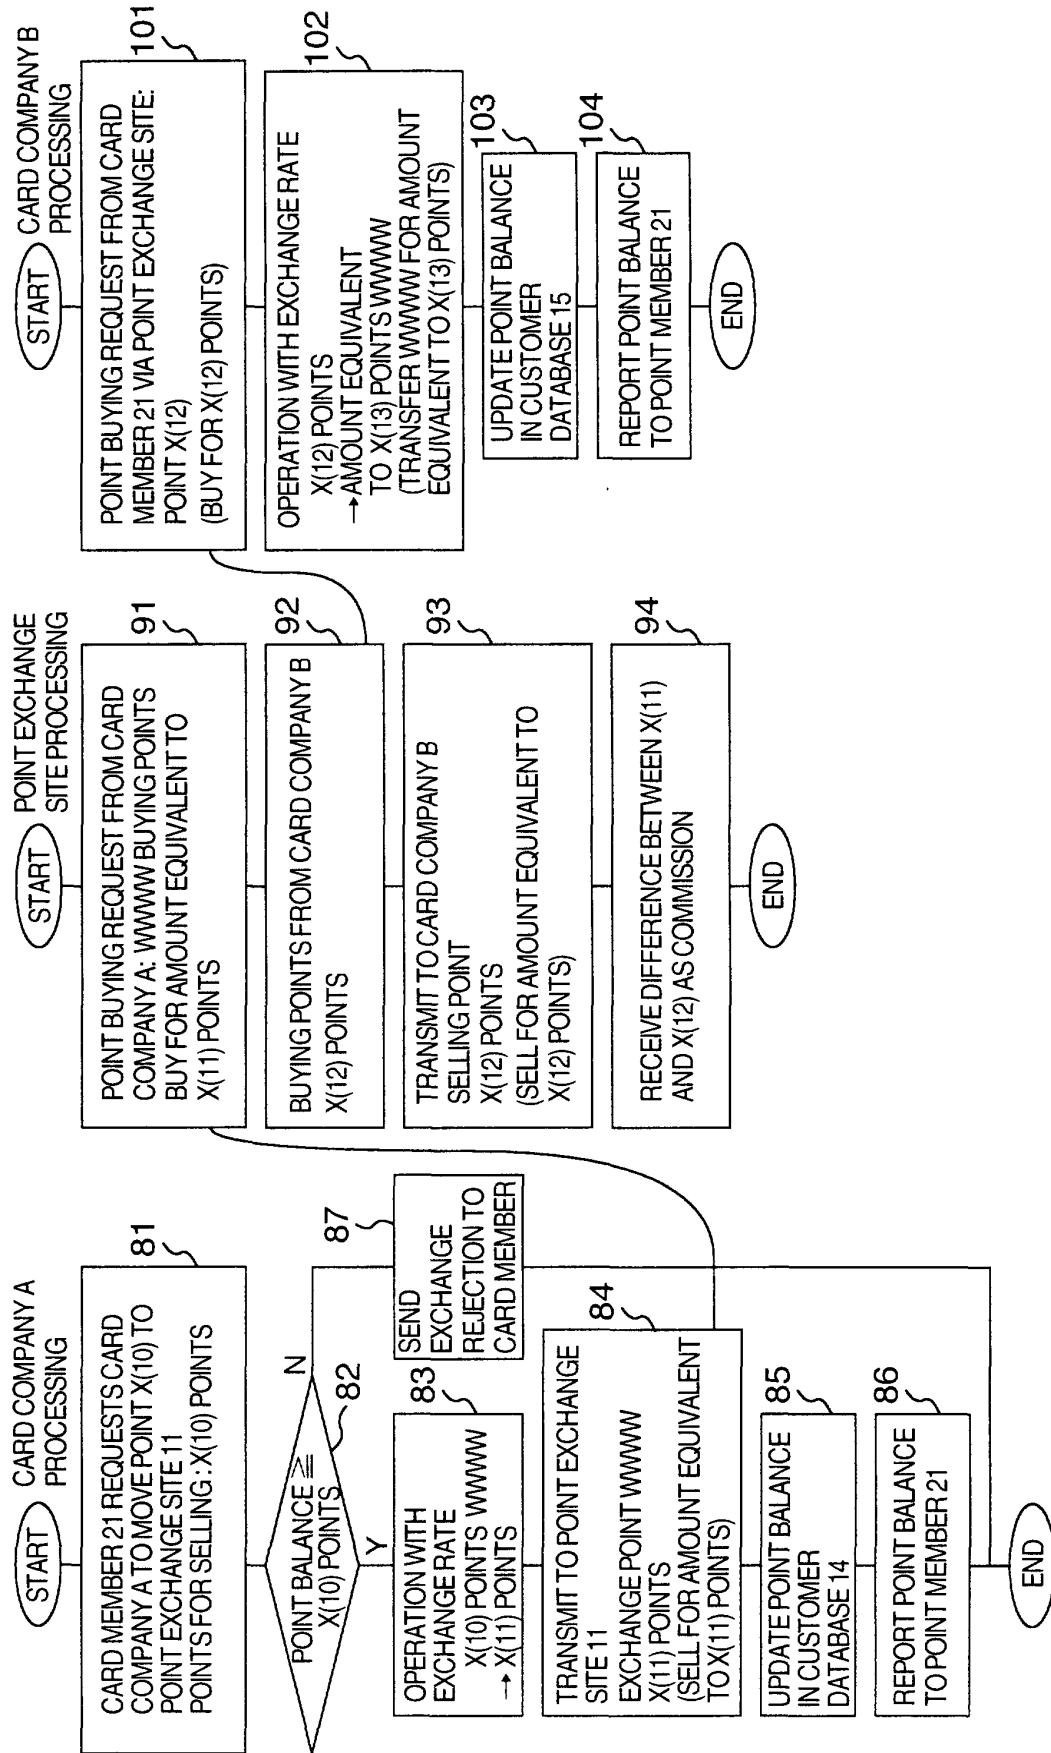 START
CARD COMPANY A
PROCESSING
81
CARD MEMBER 21 REQUESTS CARD
COMPANY A TO MOVE POINT X(10) TO
POINT EXCHANGE SITE 11
POINTS FOR SELLING : X(10) POINTS
POINT BALANCE ≧
X(10) POINTS
82
N
Y
87
SEND
EXCHANGE
REJECTION TO
CARD MEMBER
83
OPERATION WITH
EXCHANGE RATE
X(10) POINTS WWWW
→ X(11) POINTS
84
TRANSMIT TO POINT EXCHANGE
SITE 11
EXCHANGE POINT WWWW
X(11) POINTS
(SELL FOR AMOUNT EQUIVALENT
TO X(11) POINTS)
85
UPDATE POINT BALANCE
IN CUSTOMER
DATABASE 14
86
REPORT POINT BALANCE
TO POINT MEMBER 21
END
START
POINT EXCHANGE
SITE PROCESSING
91
POINT BUYING REQUEST FROM CARD
COMPANY A: WWWW BUYING POINTS
BUY FOR AMOUNT EQUIVALENT TO
X(11) POINTS
92
BUYING POINTS FROM CARD COMPANY B
X(12) POINTS
93
TRANSMIT TO CARD COMPANY B
SELLING POINT
X(12) POINTS
(SELL FOR AMOUNT EQUIVALENT TO
X(12) POINTS)
94
RECEIVE DIFFERENCE BETWEEN X(11)
AND X(12) AS COMMISSION
END
START
CARD COMPANY B
PROCESSING
101
POINT BUYING REQUEST FROM CARD
MEMBER 21 VIA POINT EXCHANGE SITE:
POINT X(12)
(BUY FOR X(12) POINTS)
102
OPERATION WITH EXCHANGE RATE
X(12) POINTS
→ AMOUNT EQUIVALENT
TO X(13) POINTS WWWW
(TRANSFER WWW FOR AMOUNT
EQUIVALENT TO X(13) POINTS)
103
UPDATE POINT BALANCE
IN CUSTOMER
DATABASE 15
104
REPORT POINT BALANCE
TO POINT MEMBER 21
END